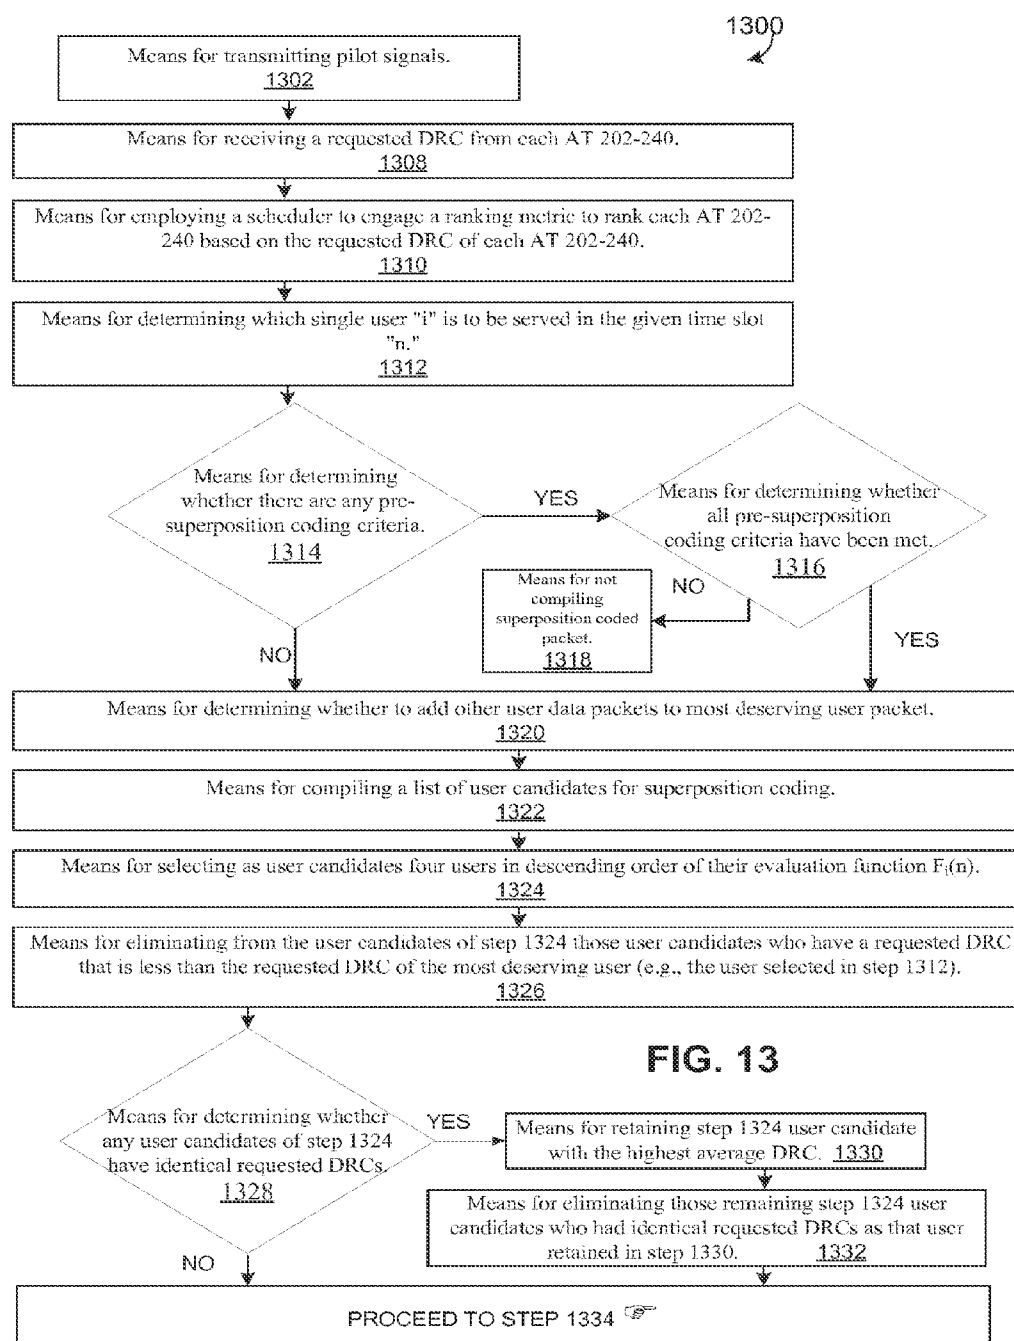 1300
Means for transmitting pilot signals.
1302
Means for receiving a requested DRC from each AT 202-240.
1308
Means for employing a scheduler to engage a ranking metric to rank each AT 202-
240 based on the requested DRC of each AT 202-240.
1310
Means for determining which single user "i" is to be served in the given time slot
"n."
1312
Means for determining
whether there are any pre-
superposition coding criteria.
1314
YES
Means for determining whether
all pre-superposition
coding criteria have been met.
1316
NO
Means for not
compiling
superposition coded
packet.
1318
YES
NO
Means for determining whether to add other user data packets to most deserving user packet.
1320
Means for compiling a list of user candidates for superposition coding.
1322
Means for selecting as user candidates four users in descending order of their evaluation function Fi(n).
1324
Means for eliminating from the user candidates of step 1324 those user candidates who have a requested DRC
that is less than the requested DRC of the most deserving user (e.g., the user selected in step 1312).
1326
FIG. 13
Means for determining whether
any user candidates of step 1324
have identical requested DRCs.
1328
YES
Means for retaining step 1324 user candidate
with the highest average DRC. 1330
Means for eliminating those remaining step 1324 user
candidates who had identical requested DRCs as that user
retained in step 1330. 1332
NO
PROCEED TO STEP 1334 ☞